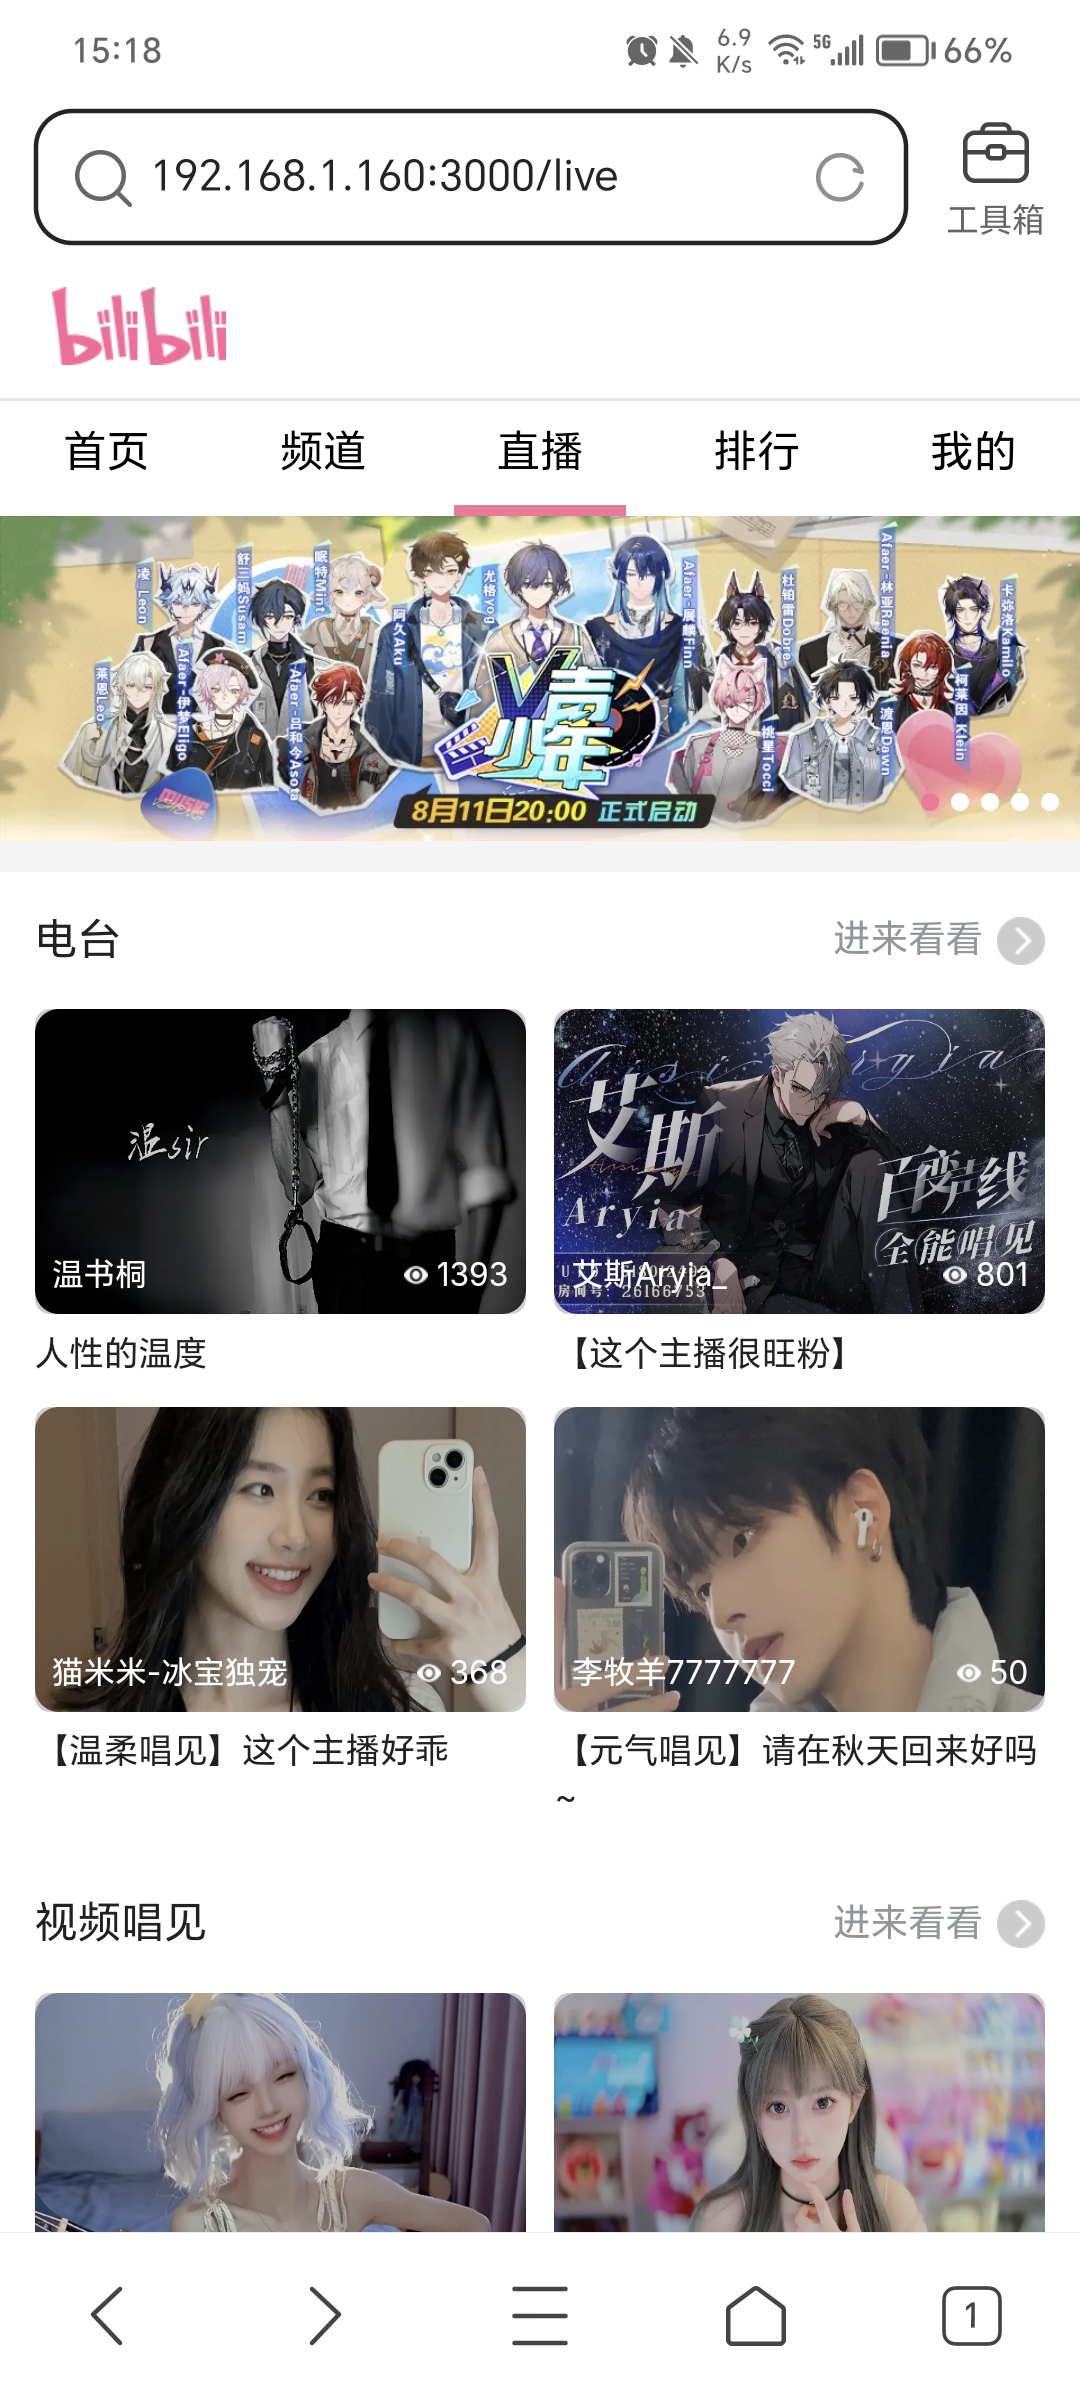 15:18
6.9
K/s
5G
66%
192.168.1.160:3000/live
工具箱
bilibili
首页
频道
直播
排行
我的
凌 Leon
舒三妈Susam
眠特Mint
阿久Aku
尤格Yog
Afaer-展麟Finn
杜铂雷Dobre
Afaer-林亚Raenia
卡弥洛Kamilo
莱恩Leo
Afaer-伊梦Eligo
Afaer-吕和今Asota
桃星Tocci
渡恩Dawn
柯莱因 Klein
V声
少年
MUSIC
8月11日20:00 正式启动
电台
进来看看
温sir
温书桐
1393
艾斯
Aryia
百变声线
全能唱见
房间号: 26166753
艾斯Aryia_
801
人性的温度
【这个主播很旺粉】
猫米米-冰宝独宠
368
李牧羊7777777
50
【温柔唱见】这个主播好乖
【元气唱见】请在秋天回来好吗
~
视频唱见
进来看看
1